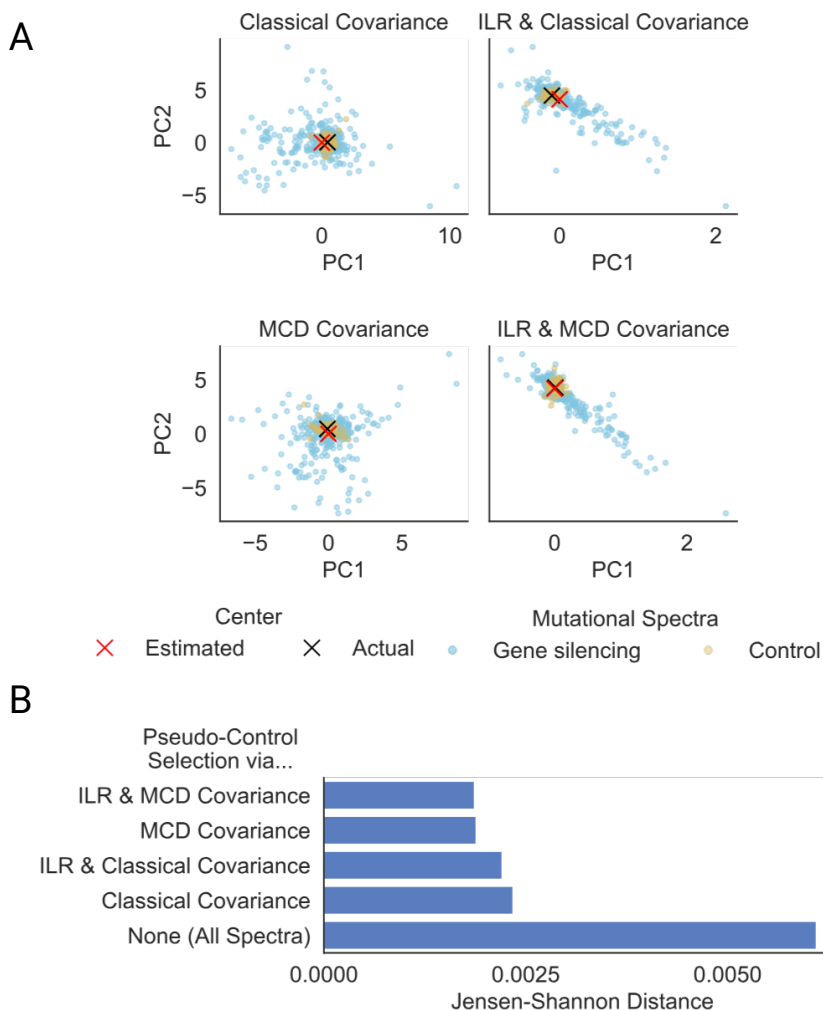 A
Classical Covariance
ILR & Classical Covariance
PC2
5
0
−5
0
10
0
2
PC1
PC1
MCD Covariance
ILR & MCD Covariance
PC2
5
0
−5
−5
0
5
0
2
PC1
PC1
Center
Mutational Spectra
Estimated
Actual
Gene silencing
Control
B
Pseudo-Control
Selection via...
ILR & MCD Covariance
MCD Covariance
ILR & Classical Covariance
Classical Covariance
None (All Spectra)
0.0000
0.0025
0.0050
Jensen-Shannon Distance